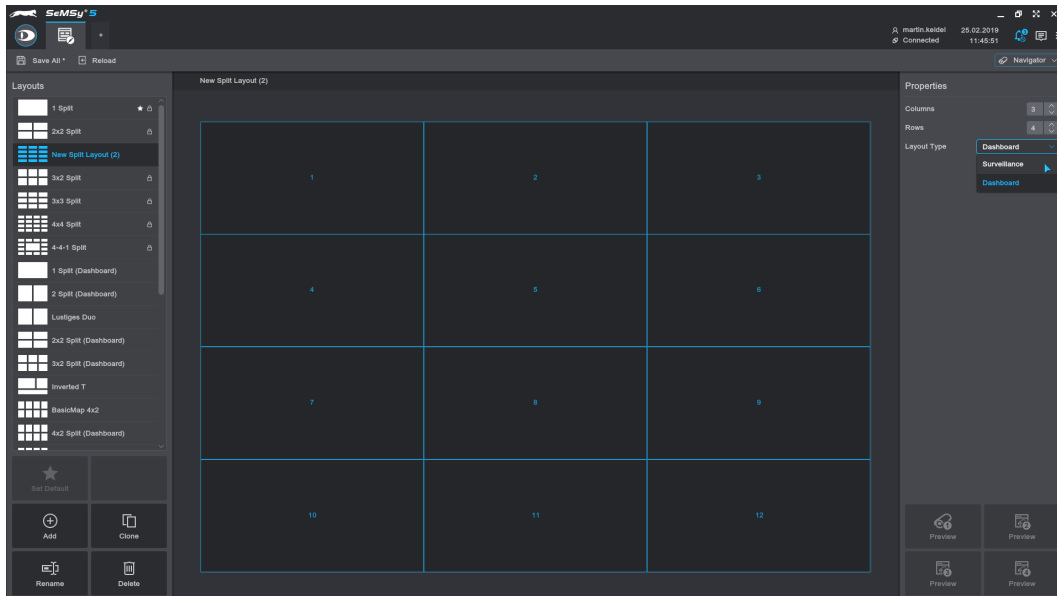 SeMSy® 5
martin.keidel 25.02.2019
Connected 11:45:51
Save All * Reload
Navigator
Layouts
New Split Layout (2)
Properties
1 Split
2x2 Split
New Split Layout (2)
3x2 Split
3x3 Split
4x4 Split
4-4-1 Split
1 Split (Dashboard)
2 Split (Dashboard)
Lustiges Duo
2x2 Split (Dashboard)
3x2 Split (Dashboard)
Inverted T
BasicMap 4x2
4x2 Split (Dashboard)
Set Default
Add Clone
Rename Delete
1 2 3
4 5 6
7 8 9
10 11 12
Columns 3
Rows 4
Layout Type Dashboard
Surveillance
Dashboard
1 2
Preview Preview
3 4
Preview Preview